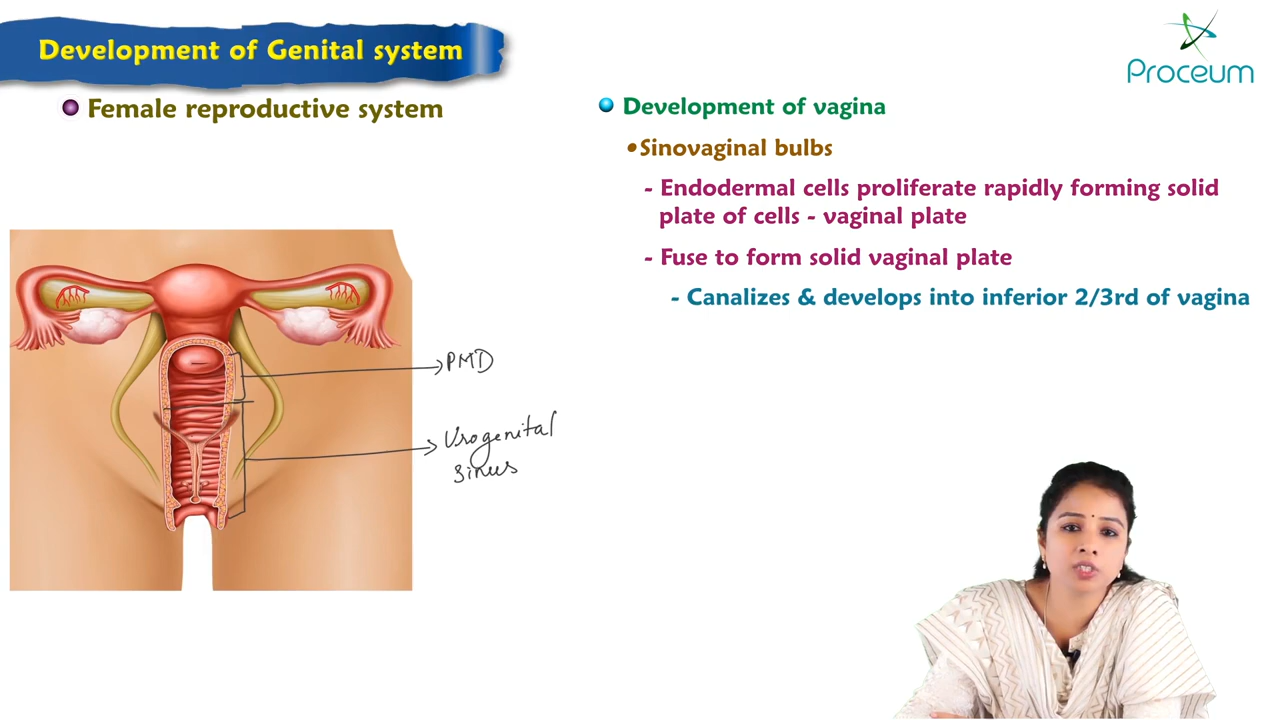 Development of Genital system
Proceum
Female reproductive system
Development of vagina
•Sinovaginal bulbs
- Endodermal cells proliferate rapidly forming solid
plate of cells - vaginal plate
- Fuse to form solid vaginal plate
- Canalizes & develops into inferior 2/3rd of vagina
PMD
Urogenital
Sinus